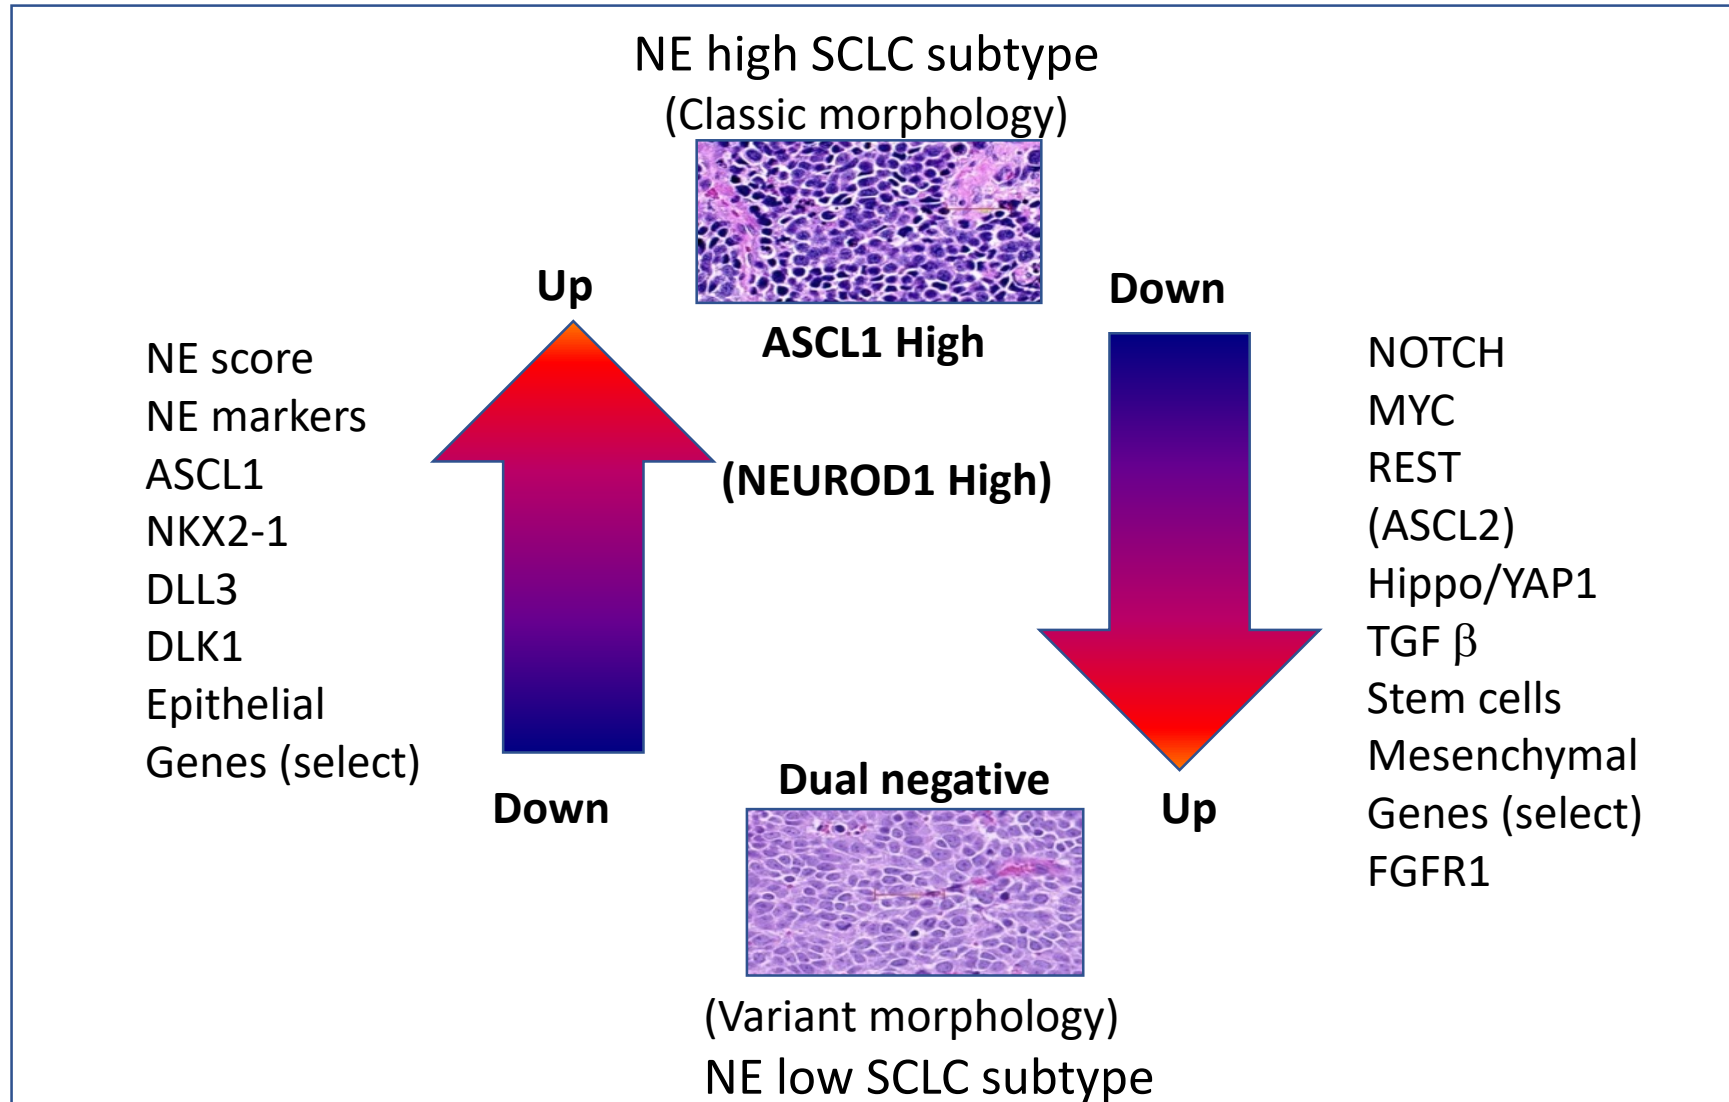 NE high SCLC subtype
(Classic morphology)
Up
Down
ASCL1 High
(NEUROD1 High)
NE score
NE markers
ASCL1
NKX2-1
DLL3
DLK1
Epithelial
Genes (select)
Down
NOTCH
MYC
REST
(ASCL2)
Hippo/YAP1
TGF β
Stem cells
Mesenchymal
Genes (select)
FGFR1
Up
Dual negative
(Variant morphology)
NE low SCLC subtype